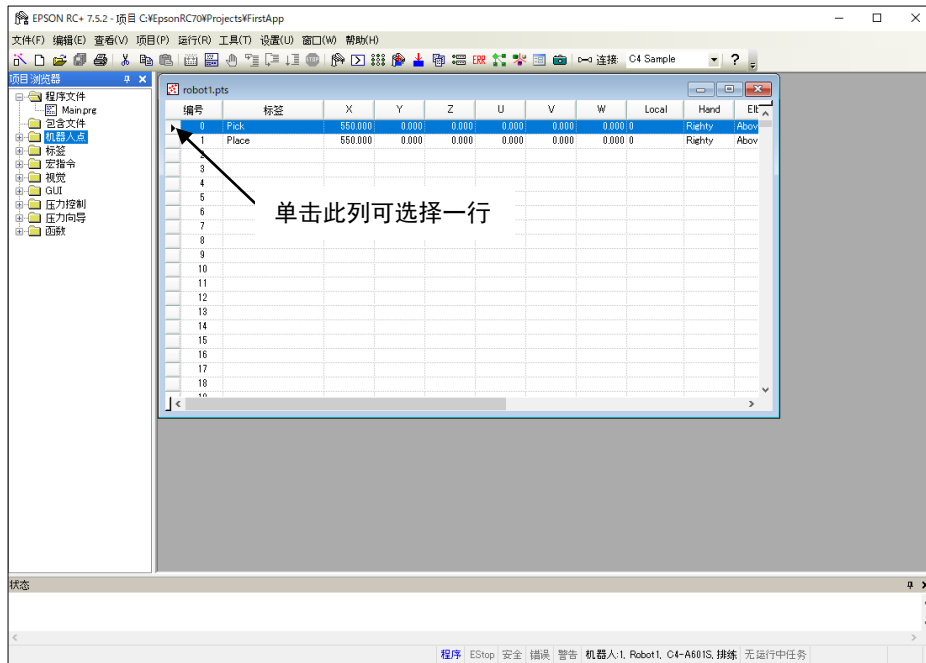 EPSON RC+ 7.5.2 - 项目 C:¥EpsonRC70¥Projects¥FirstApp
文件(F) 编辑(E) 查看(V) 项目(P) 运行(R) 工具(T) 设置(U) 窗口(W) 帮助(H)
ERR 连接: C4 Sample ?
项目浏览器
程序文件
Main.prg
包含文件
机器人点
标签
宏指令
视觉
GUI
压力控制
压力向导
函数
robot1.pts
编号 标签 X Y Z U V W Local Hand Elb
0 Pick 550.000 0.000 0.000 0.000 0.000 0.000 0 Righty Abov
1 Place 550.000 0.000 0.000 0.000 0.000 0.000 0 Righty Abov
2
3
4
5
6
7
8
9
10
11
12
13
14
15
16
17
18
19
单击此列可选择一行
状态
程序 EStop 安全 错误 警告 机器人:1, Robot1, C4-A601S, 排练 无运行中任务